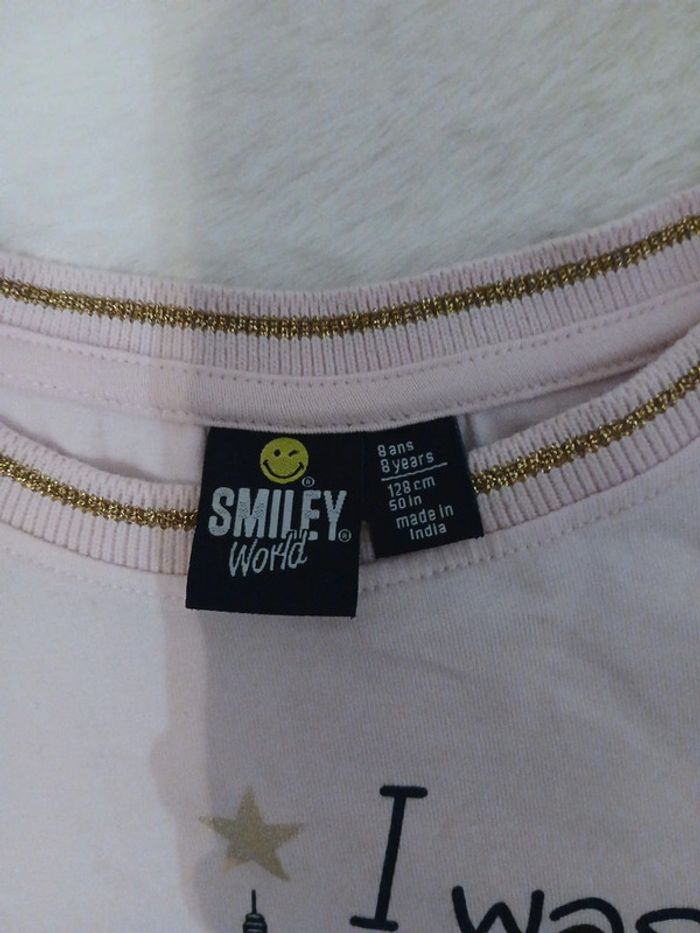 SMILEY
World
8 ans
8 years
128 cm
50 in
made in
India
I was